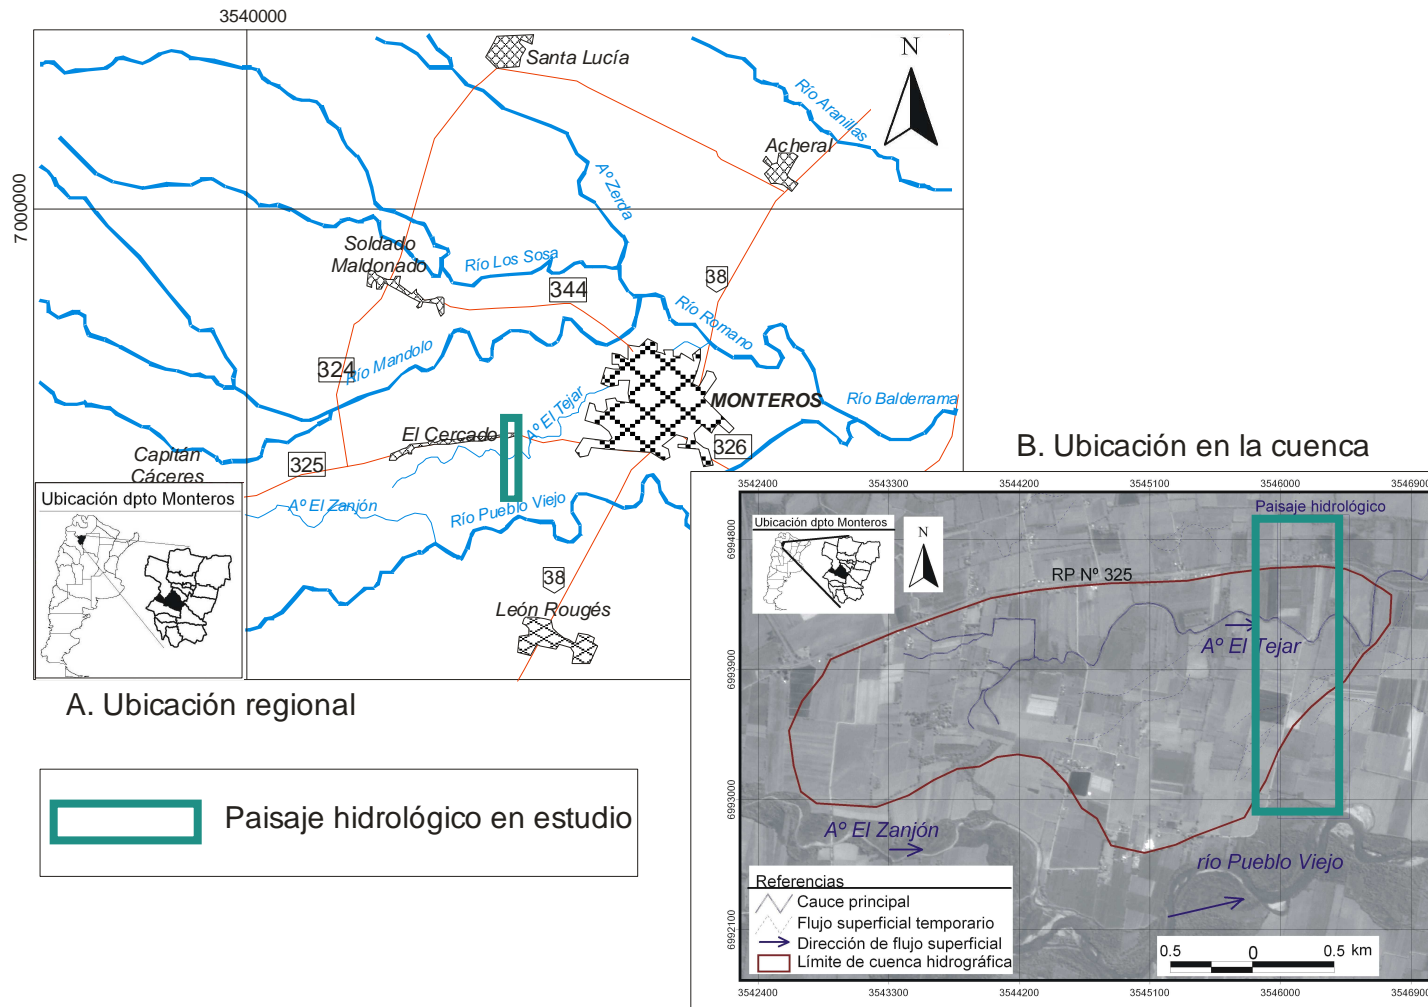 3540000
7000000
N
Santa Lucía
Río Aranillas
Acheral
Aº Zerda
Soldado
Maldonado
Río Los Sosa
344
38
Río Romano
324
Río Mandolo
MONTEROS
Río Balderrama
Aº El Tejar
El Cercado
326
Capitán
Cáceres
325
Aº El Zanjón
Río Pueblo Viejo
38
León Rougés
Ubicación dpto Monteros
A. Ubicación regional
Paisaje hidrológico en estudio
B. Ubicación en la cuenca
3542400 3543300 3544200 3545100 3546000 3546900
6994800
6993900
6993000
6992100
Ubicación dpto Monteros
N
Paisaje hidrológico
RP Nº 325
Aº El Tejar
Aº El Zanjón
río Pueblo Viejo
Referencias
Cauce principal
Flujo superficial temporario
Dirección de flujo superficial
Límite de cuenca hidrográfica
0.5 0 0.5 km
3542400 3543300 3544200 3545100 3546000 3546900